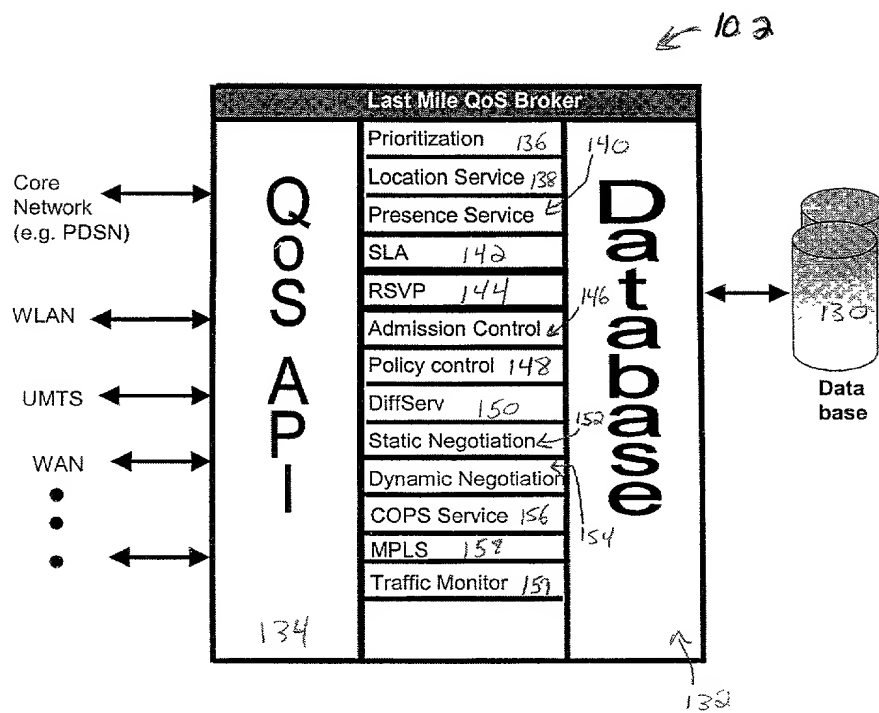 102
Last Mile QoS Broker
Core
Network
(e.g. PDSN)
WLAN
UMTS
WAN
QoS API
134
Prioritization 136
Location Service 138
Presence Service 140
SLA 142
RSVP 144
Admission Control 146
Policy control 148
DiffServ 150
Static Negotiation 152
Dynamic Negotiation 154
COPS Service 156
MPLS 158
Traffic Monitor 159
Database
132
130
Data
base